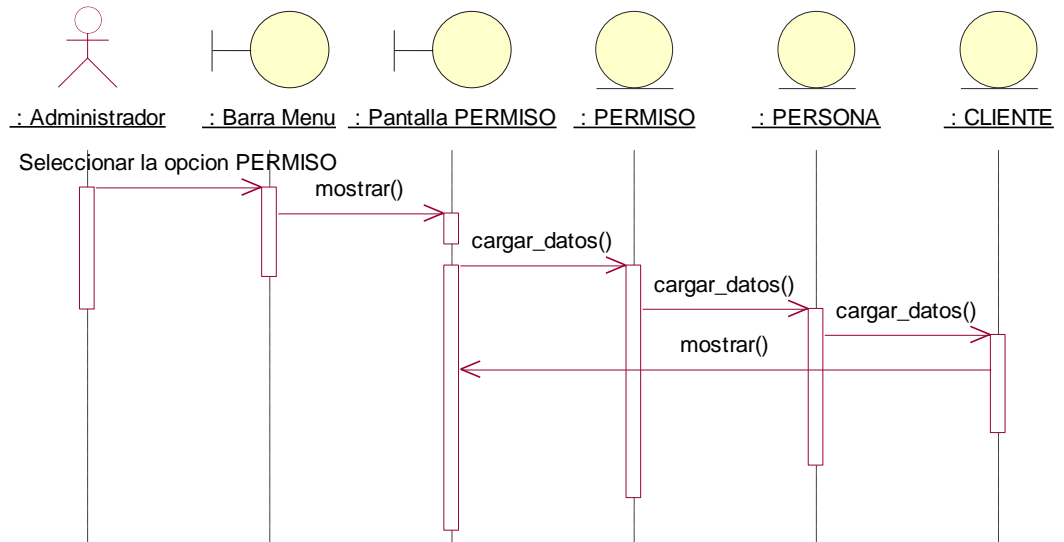 : Administrador
: Barra Menu
: Pantalla PERMISO
: PERMISO
: PERSONA
: CLIENTE
Seleccionar la opcion PERMISO
mostrar()
cargar_datos()
cargar_datos()
cargar_datos()
mostrar()